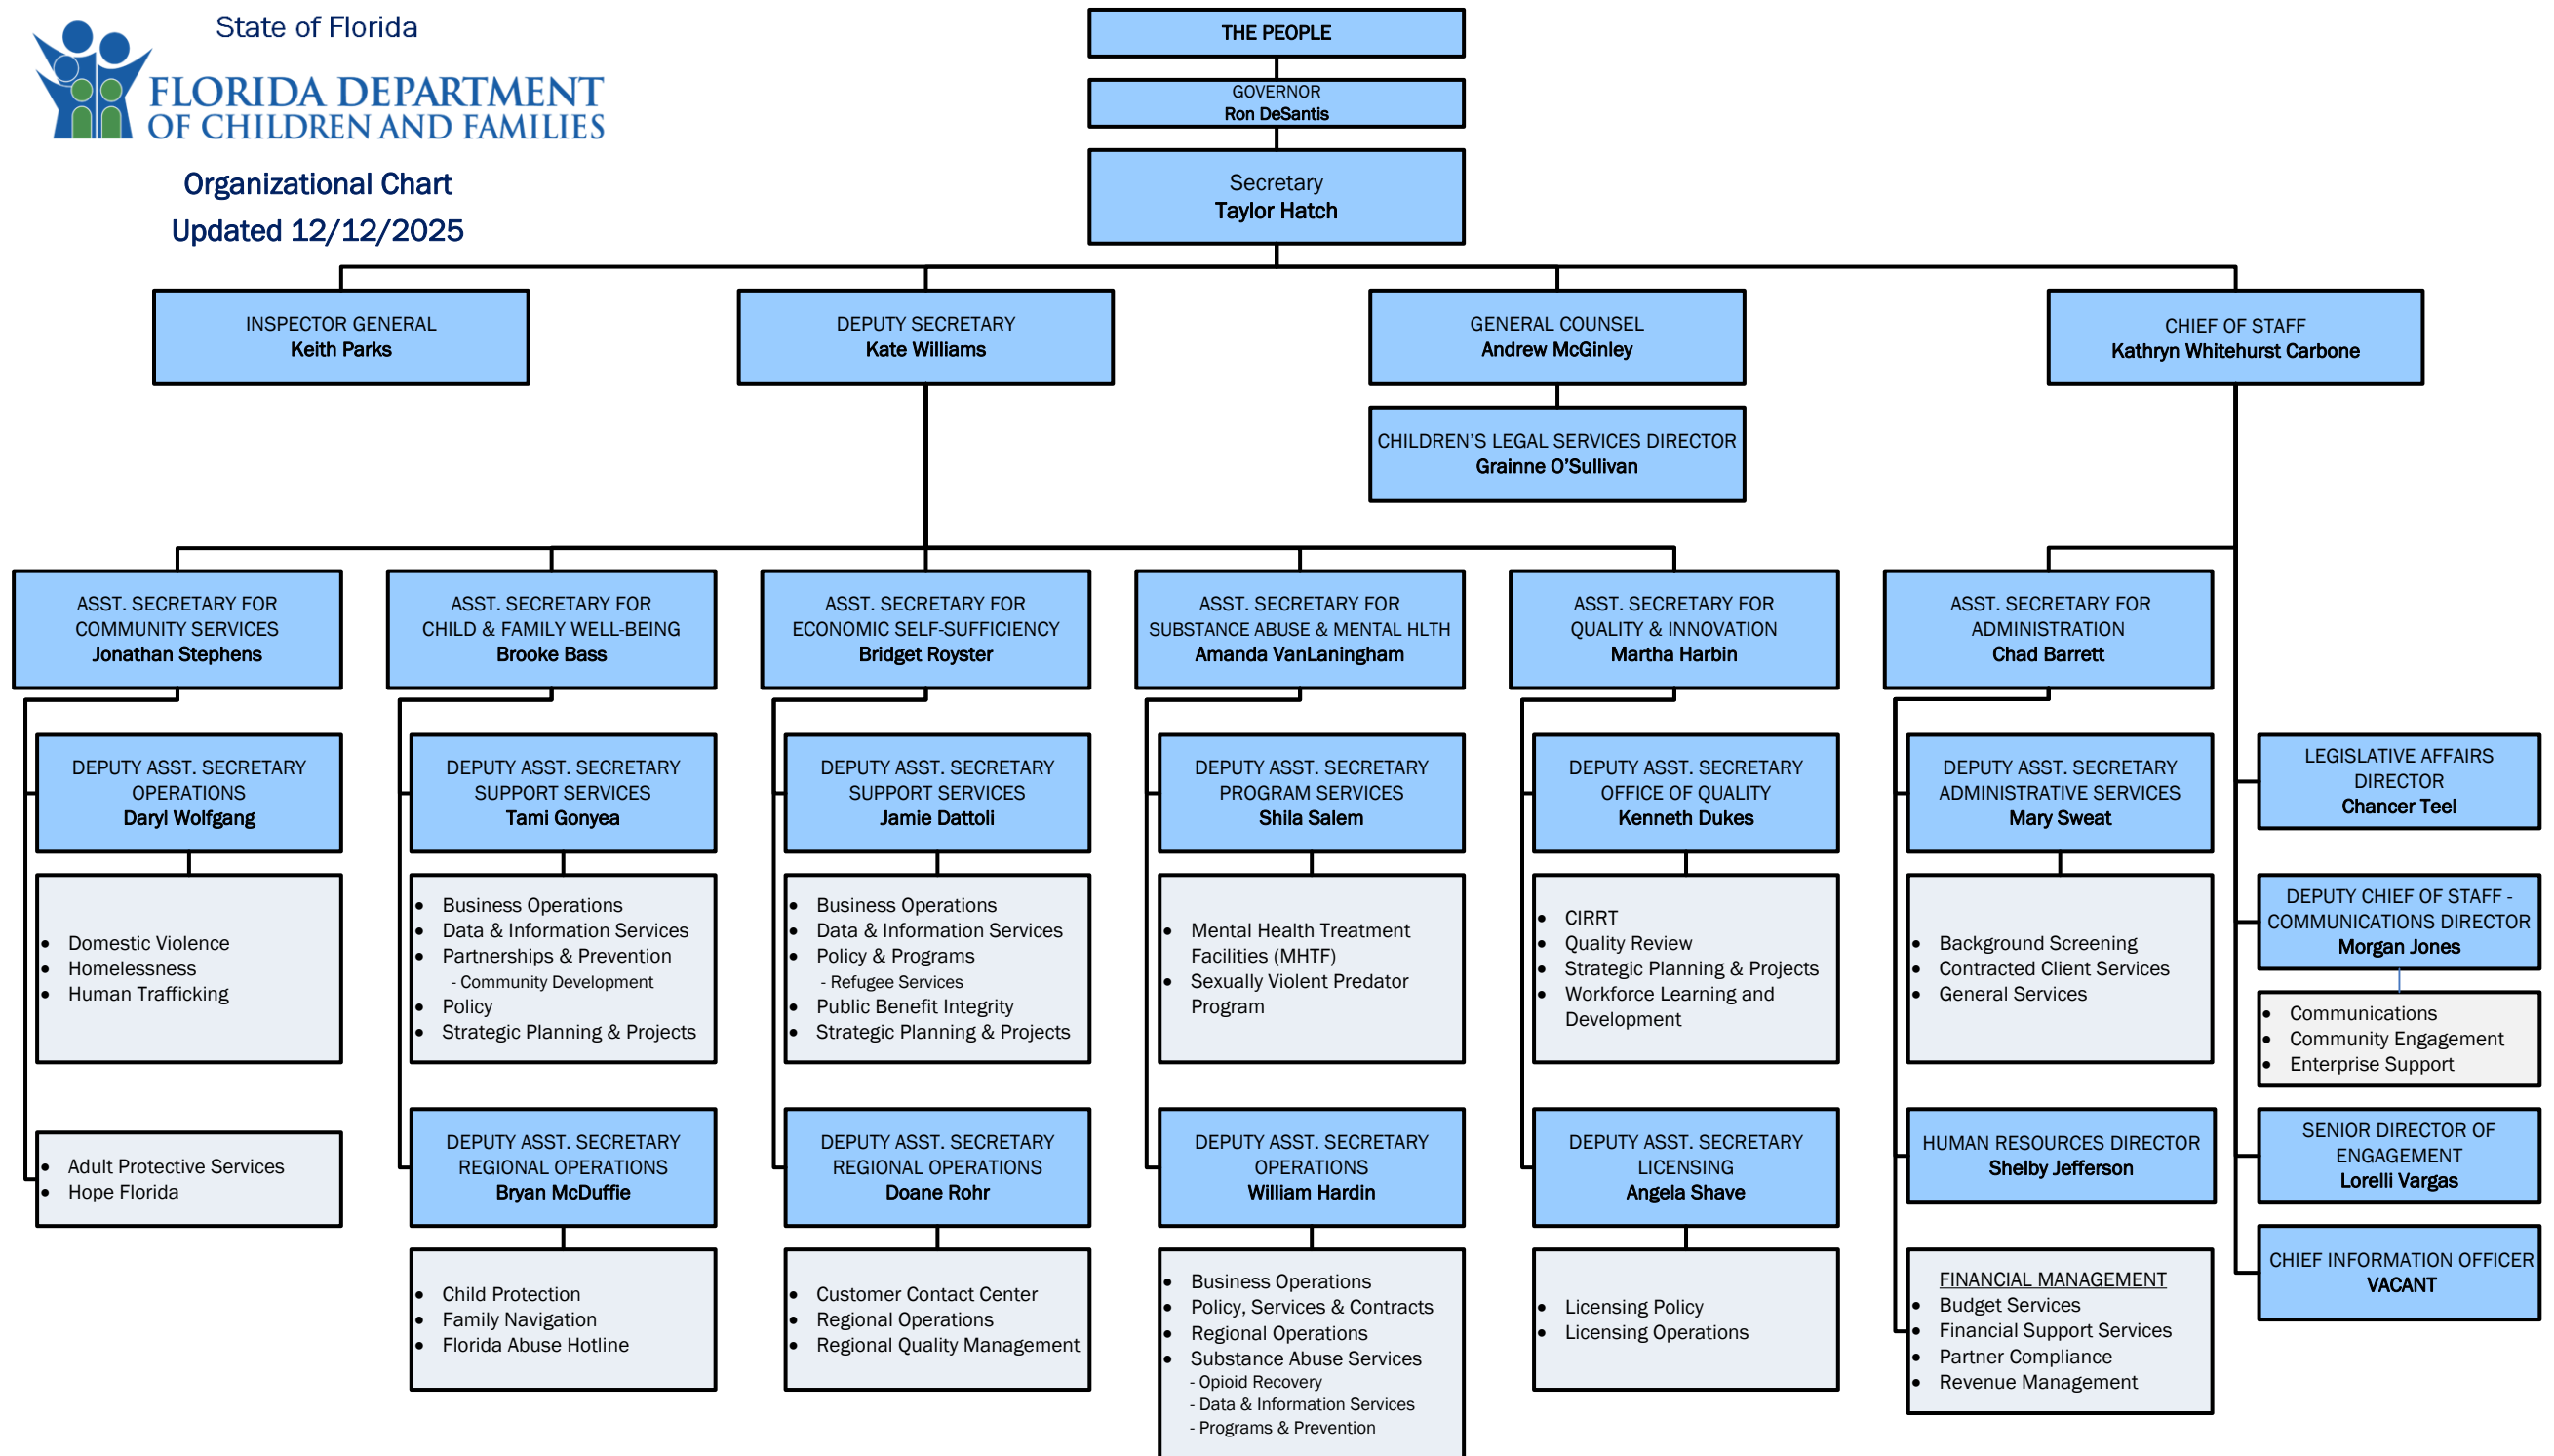 State of Florida
FLORIDA DEPARTMENT
OF CHILDREN AND FAMILIES
Organizational Chart
Updated 12/12/2025
THE PEOPLE
GOVERNOR
Ron DeSantis
Secretary
Taylor Hatch
INSPECTOR GENERAL
Keith Parks
DEPUTY SECRETARY
Kate Williams
GENERAL COUNSEL
Andrew McGinley
CHIEF OF STAFF
Kathryn Whitehurst Carbone
CHILDREN’S LEGAL SERVICES DIRECTOR
Grainne O’Sullivan
ASST. SECRETARY FOR
COMMUNITY SERVICES
Jonathan Stephens
DEPUTY ASST. SECRETARY
OPERATIONS
Daryl Wolfgang
• Domestic Violence
• Homelessness
• Human Trafficking
• Adult Protective Services
• Hope Florida
ASST. SECRETARY FOR
CHILD & FAMILY WELL-BEING
Brooke Bass
DEPUTY ASST. SECRETARY
SUPPORT SERVICES
Tami Gonyea
• Business Operations
• Data & Information Services
• Partnerships & Prevention
- Community Development
• Policy
• Strategic Planning & Projects
DEPUTY ASST. SECRETARY
REGIONAL OPERATIONS
Bryan McDuffie
• Child Protection
• Family Navigation
• Florida Abuse Hotline
ASST. SECRETARY FOR
ECONOMIC SELF-SUFFICIENCY
Bridget Royster
DEPUTY ASST. SECRETARY
SUPPORT SERVICES
Jamie Dattoli
• Business Operations
• Data & Information Services
• Policy & Programs
- Refugee Services
• Public Benefit Integrity
• Strategic Planning & Projects
DEPUTY ASST. SECRETARY
REGIONAL OPERATIONS
Doane Rohr
• Customer Contact Center
• Regional Operations
• Regional Quality Management
ASST. SECRETARY FOR
SUBSTANCE ABUSE & MENTAL HLTH
Amanda VanLaningham
DEPUTY ASST. SECRETARY
PROGRAM SERVICES
Shila Salem
• Mental Health Treatment
Facilities (MHTF)
• Sexually Violent Predator
Program
DEPUTY ASST. SECRETARY
OPERATIONS
William Hardin
• Business Operations
• Policy, Services & Contracts
• Regional Operations
• Substance Abuse Services
- Opioid Recovery
- Data & Information Services
- Programs & Prevention
ASST. SECRETARY FOR
QUALITY & INNOVATION
Martha Harbin
DEPUTY ASST. SECRETARY
OFFICE OF QUALITY
Kenneth Dukes
• CIRRT
• Quality Review
• Strategic Planning & Projects
• Workforce Learning and
Development
DEPUTY ASST. SECRETARY
LICENSING
Angela Shave
• Licensing Policy
• Licensing Operations
ASST. SECRETARY FOR
ADMINISTRATION
Chad Barrett
DEPUTY ASST. SECRETARY
ADMINISTRATIVE SERVICES
Mary Sweat
• Background Screening
• Contracted Client Services
• General Services
HUMAN RESOURCES DIRECTOR
Shelby Jefferson
FINANCIAL MANAGEMENT
• Budget Services
• Financial Support Services
• Partner Compliance
• Revenue Management
LEGISLATIVE AFFAIRS
DIRECTOR
Chancer Teel
DEPUTY CHIEF OF STAFF -
COMMUNICATIONS DIRECTOR
Morgan Jones
• Communications
• Community Engagement
• Enterprise Support
SENIOR DIRECTOR OF
ENGAGEMENT
Lorelli Vargas
CHIEF INFORMATION OFFICER
VACANT